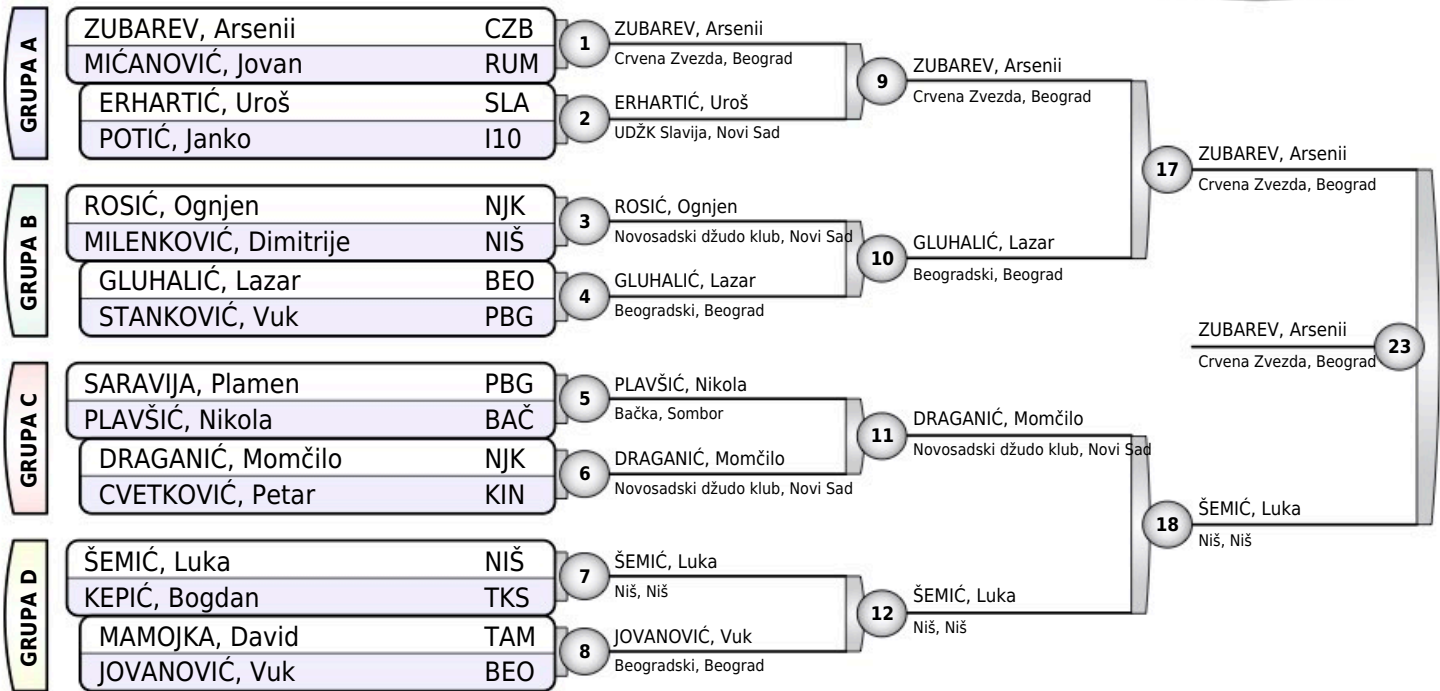 GRUPA A
ZUBAREV, Arsenii CZB
MIĆANOVIĆ, Jovan RUM
ERHARTIĆ, Uroš SLA
POTIĆ, Janko I10
1
ZUBAREV, Arsenii
Crvena Zvezda, Beograd
2
ERHARTIĆ, Uroš
UDŽK Slavija, Novi Sad
9
ZUBAREV, Arsenii
Crvena Zvezda, Beograd
GRUPA B
ROSIĆ, Ognjen NJK
MILENKOVIĆ, Dimitrije NIŠ
GLUHALIĆ, Lazar BEO
STANKOVIĆ, Vuk PBG
3
ROSIĆ, Ognjen
Novosadski džudo klub, Novi Sad
4
GLUHALIĆ, Lazar
Beogradski, Beograd
10
GLUHALIĆ, Lazar
Beogradski, Beograd
17
ZUBAREV, Arsenii
Crvena Zvezda, Beograd
GRUPA C
SARAVIJA, Plamen PBG
PLAVŠIĆ, Nikola BAČ
DRAGANIĆ, Momčilo NJK
CVETKOVIĆ, Petar KIN
5
PLAVŠIĆ, Nikola
Bačka, Sombor
6
DRAGANIĆ, Momčilo
Novosadski džudo klub, Novi Sad
11
DRAGANIĆ, Momčilo
Novosadski džudo klub, Novi Sad
GRUPA D
ŠEMIĆ, Luka NIŠ
KEPIĆ, Bogdan TKS
MAMOJKA, David TAM
JOVANOVIĆ, Vuk BEO
7
ŠEMIĆ, Luka
Niš, Niš
8
JOVANOVIĆ, Vuk
Beogradski, Beograd
12
ŠEMIĆ, Luka
Niš, Niš
18
ŠEMIĆ, Luka
Niš, Niš
ZUBAREV, Arsenii
Crvena Zvezda, Beograd
23